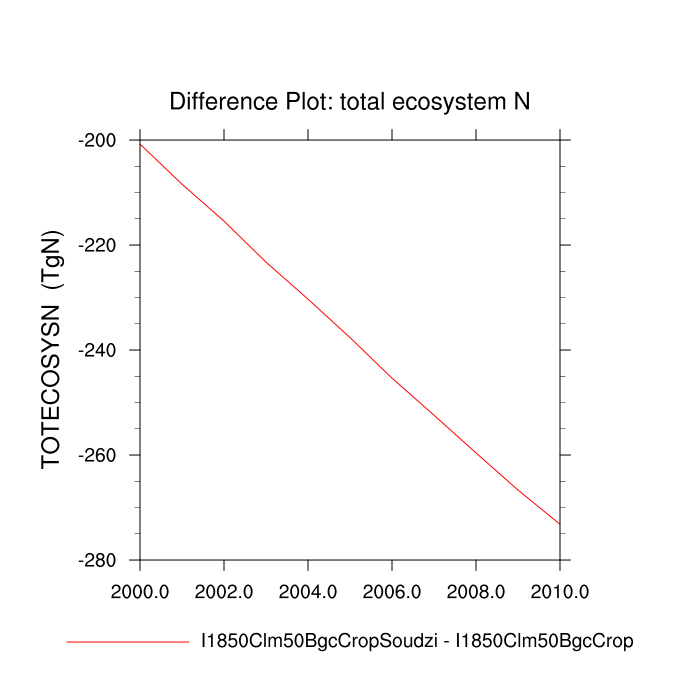 Difference Plot: total ecosystem N
TOTECOSYSN (TgN)
-200
-220
-240
-260
-280
2000.0 2002.0 2004.0 2006.0 2008.0 2010.0
I1850Clm50BgcCropSoudzi - I1850Clm50BgcCrop